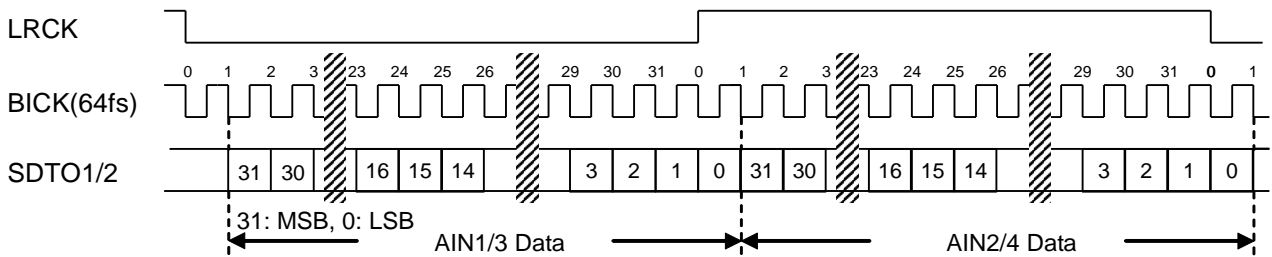 LRCK
0 1 2 3 23 24 25 26 29 30 31 0 1 2 3 23 24 25 26 29 30 31 0 1
BICK(64fs)
SDTO1/2 31 30 16 15 14 3 2 1 0 31 30 16 15 14 3 2 1 0
31: MSB, 0: LSB
AIN1/3 Data AIN2/4 Data